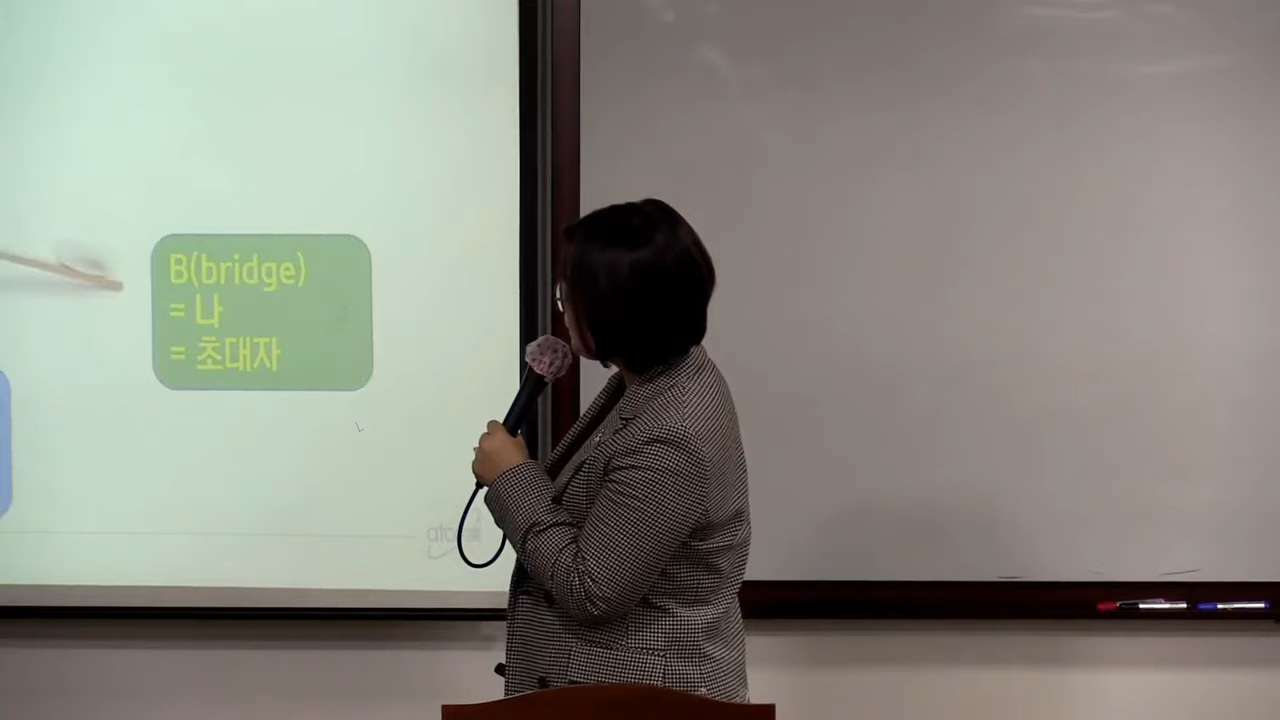 B(bridge)
= 나
= 초대자